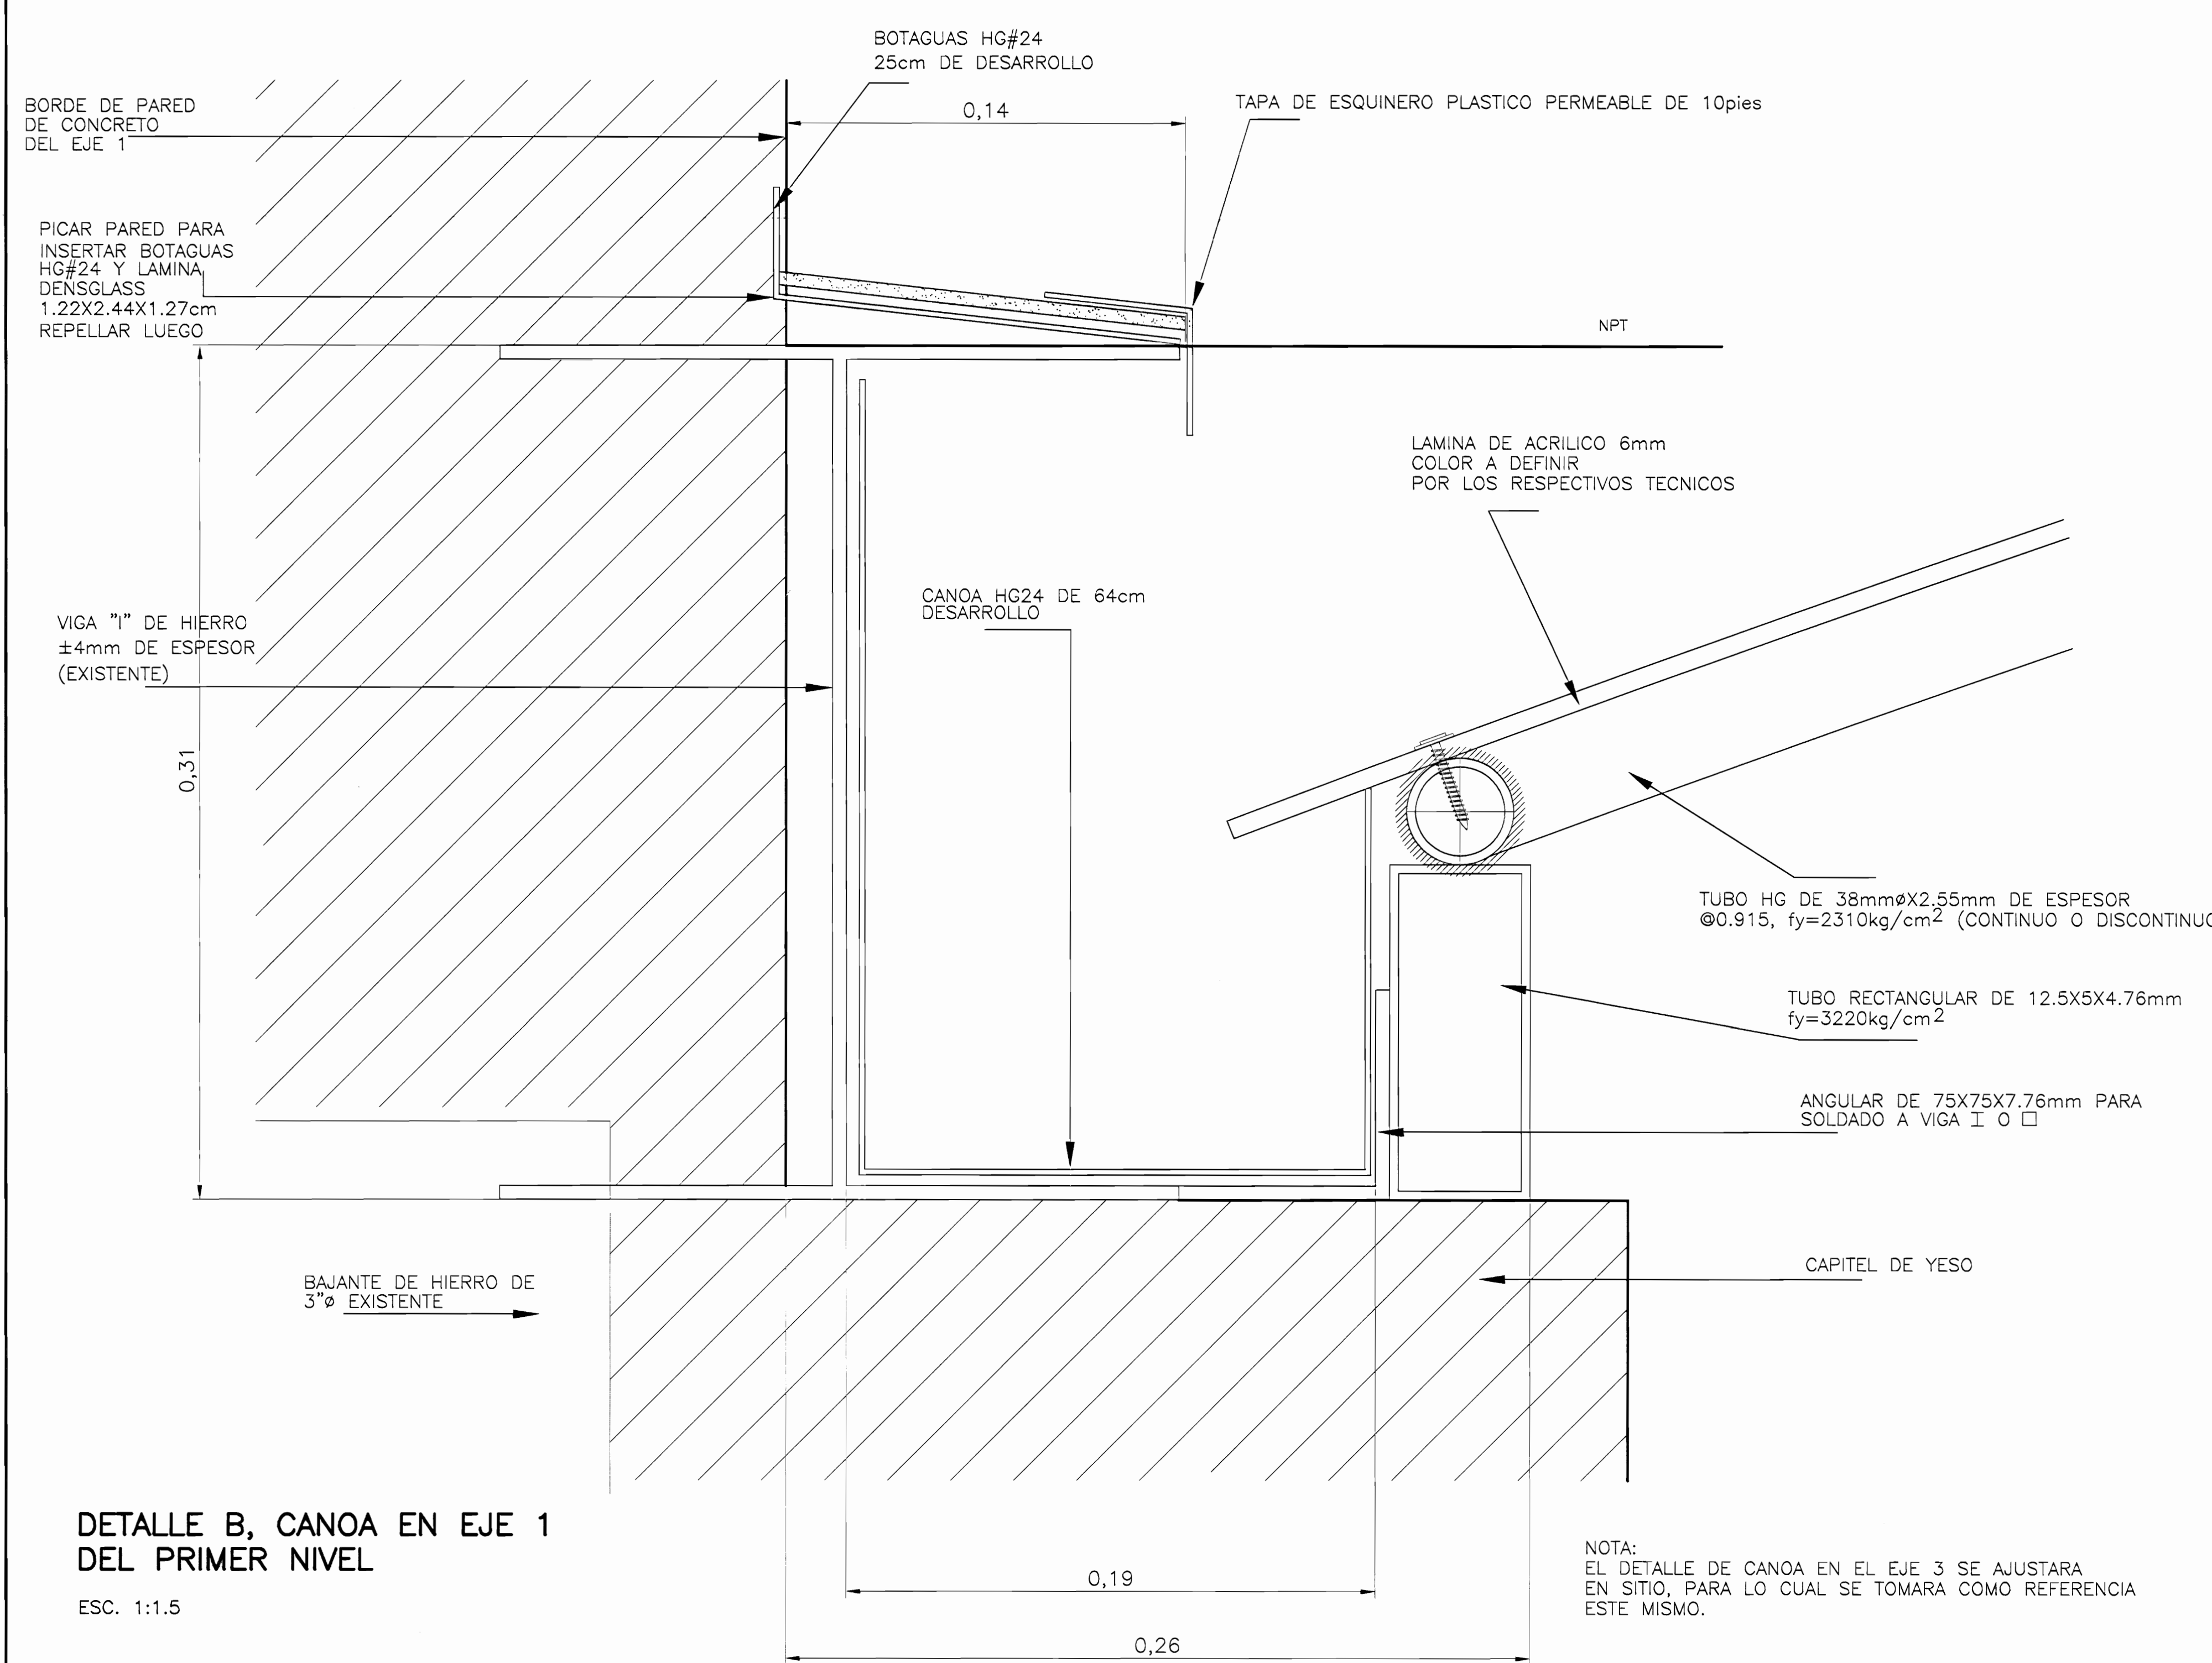 BOTAGUAS HG#24
25cm DE DESARROLLO
BORDE DE PARED
DE CONCRETO
DEL EJE 1
0,14
TAPA DE ESQUINERO PLASTICO PERMEABLE DE 10pies
PICAR PARED PARA
INSERTAR BOTAGUAS
HG#24 Y LAMINA
DENSGLASS
1.22X2.44X1.27cm
REPELLAR LUEGO
NPT
LAMINA DE ACRILICO 6mm
COLOR A DEFINIR
POR LOS RESPECTIVOS TECNICOS
CANOA HG24 DE 64cm
DESARROLLO
VIGA "I" DE HIERRO
±4mm DE ESPESOR
(EXISTENTE)
0,31
TUBO HG DE 38mmøX2.55mm DE ESPESOR
@0.915, fy=2310kg/cm2 (CONTINUO O DISCONTINUO
TUBO RECTANGULAR DE 12.5X5X4.76mm
fy=3220kg/cm2
ANGULAR DE 75X75X7.76mm PARA
SOLDADO A VIGA I O □
CAPITEL DE YESO
BAJANTE DE HIERRO DE
3"ø EXISTENTE
DETALLE B, CANOA EN EJE 1
DEL PRIMER NIVEL
ESC. 1:1.5
0,19
0,26
NOTA:
EL DETALLE DE CANOA EN EL EJE 3 SE AJUSTARA
EN SITIO, PARA LO CUAL SE TOMARA COMO REFERENCIA
ESTE MISMO.